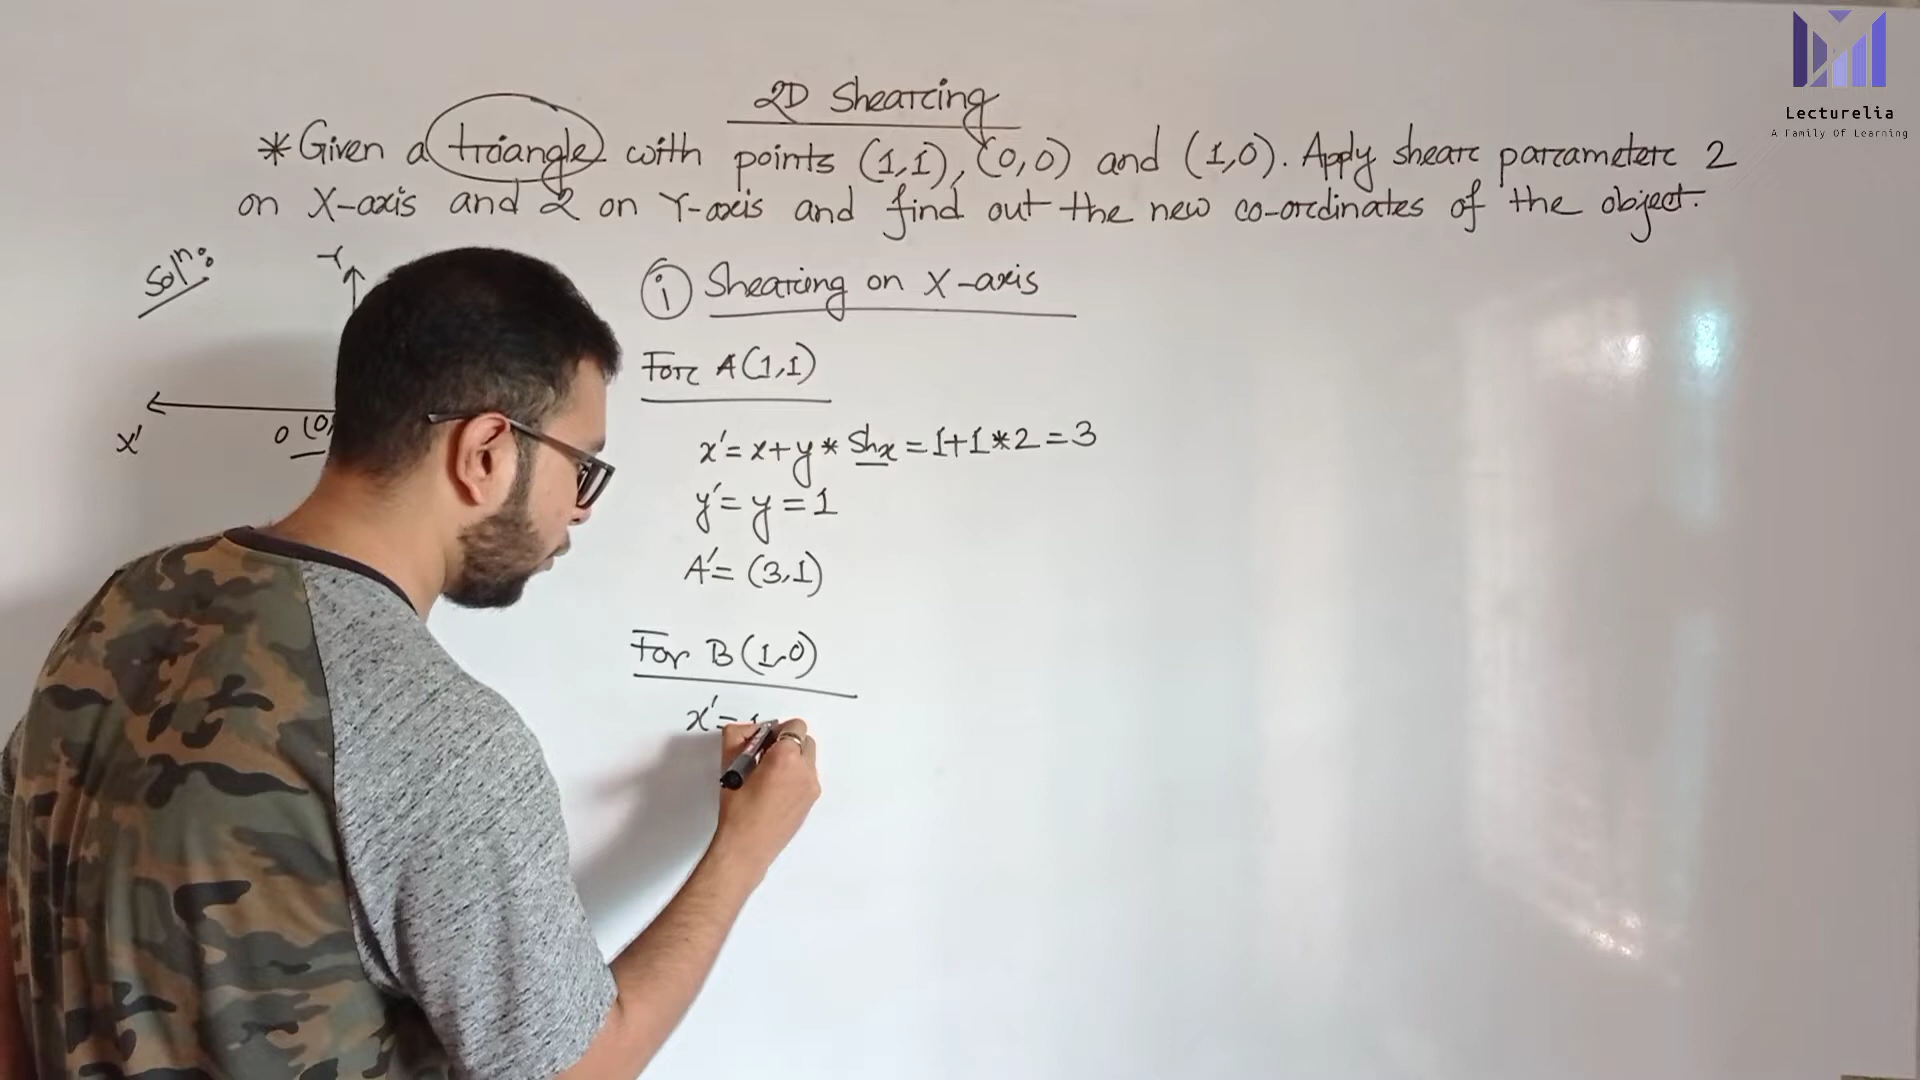 Lecturelia
A Family Of Learning
2D Shearing
*Given a triangle with points (1,1), (0,0) and (1,0). Apply shear parameter 2
on X-axis and 2 on Y-axis and find out the new co-ordinates of the object.
Solⁿ:
Y
X'
0 (0,
i Shearing on X-axis
For A(1,1)
x'=x+y*Shx=1+1*2=3
y'=y=1
A'=(3,1)
For B(1,0)
x'=